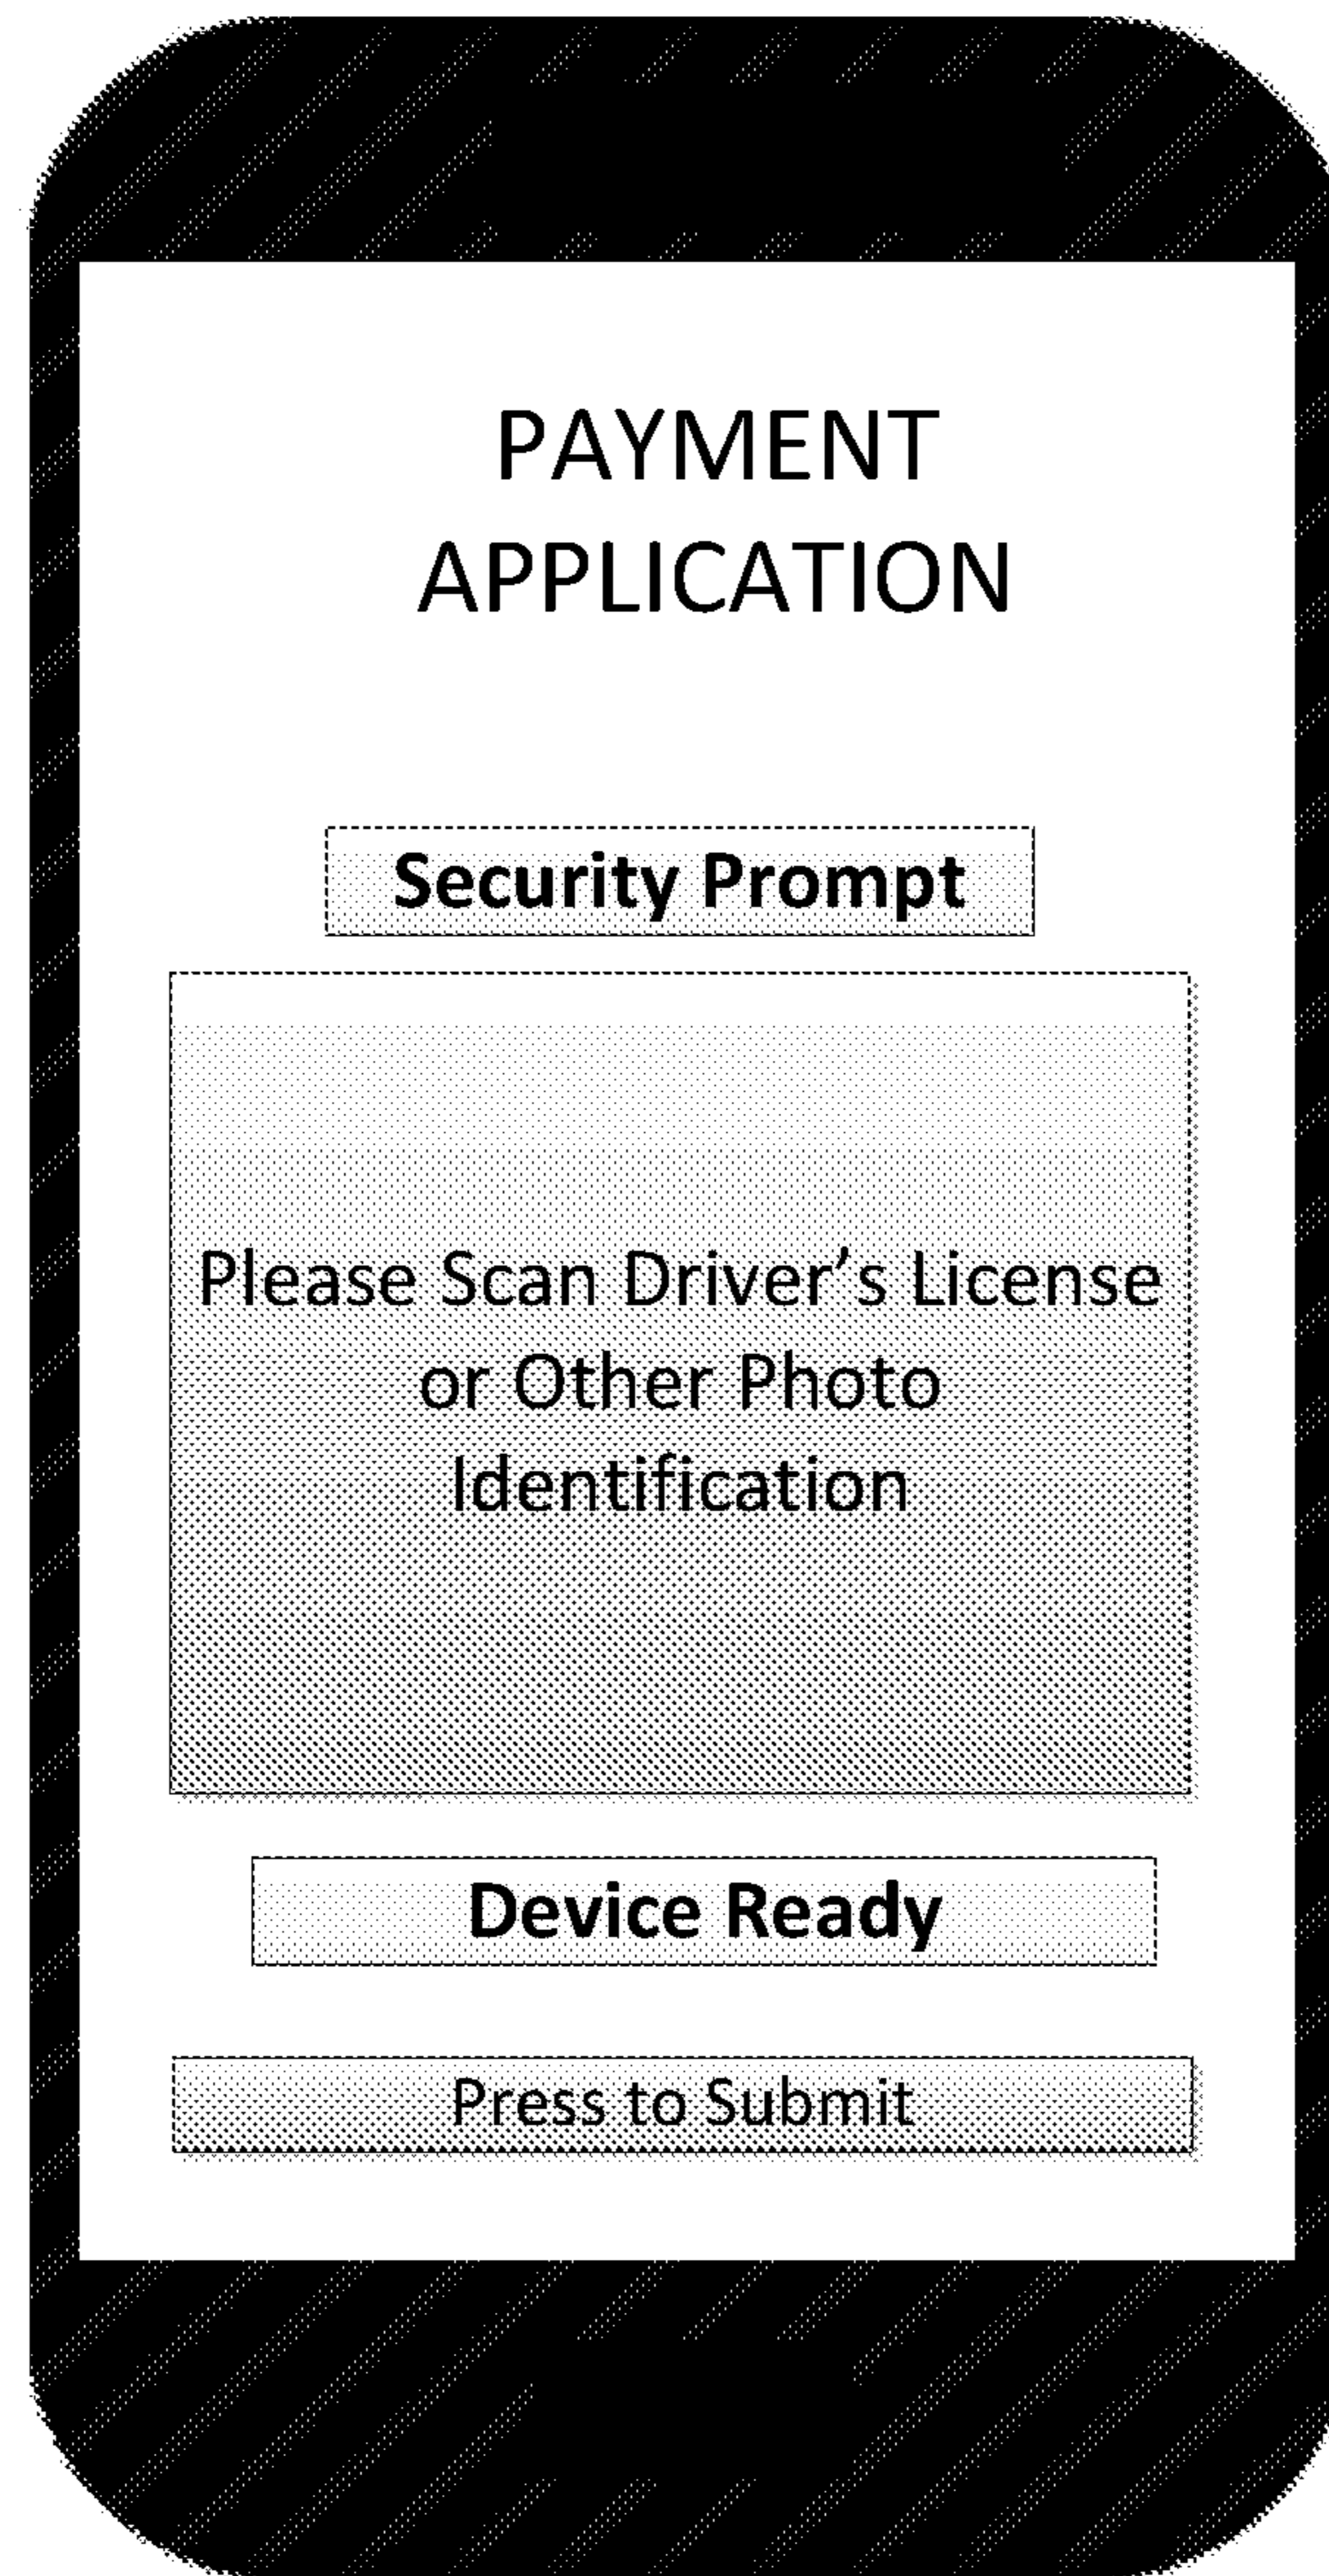 PAYMENT
APPLICATION
Security Prompt
Please Scan Driver’s License
or Other Photo
Identification
Device Ready
Press to Submit